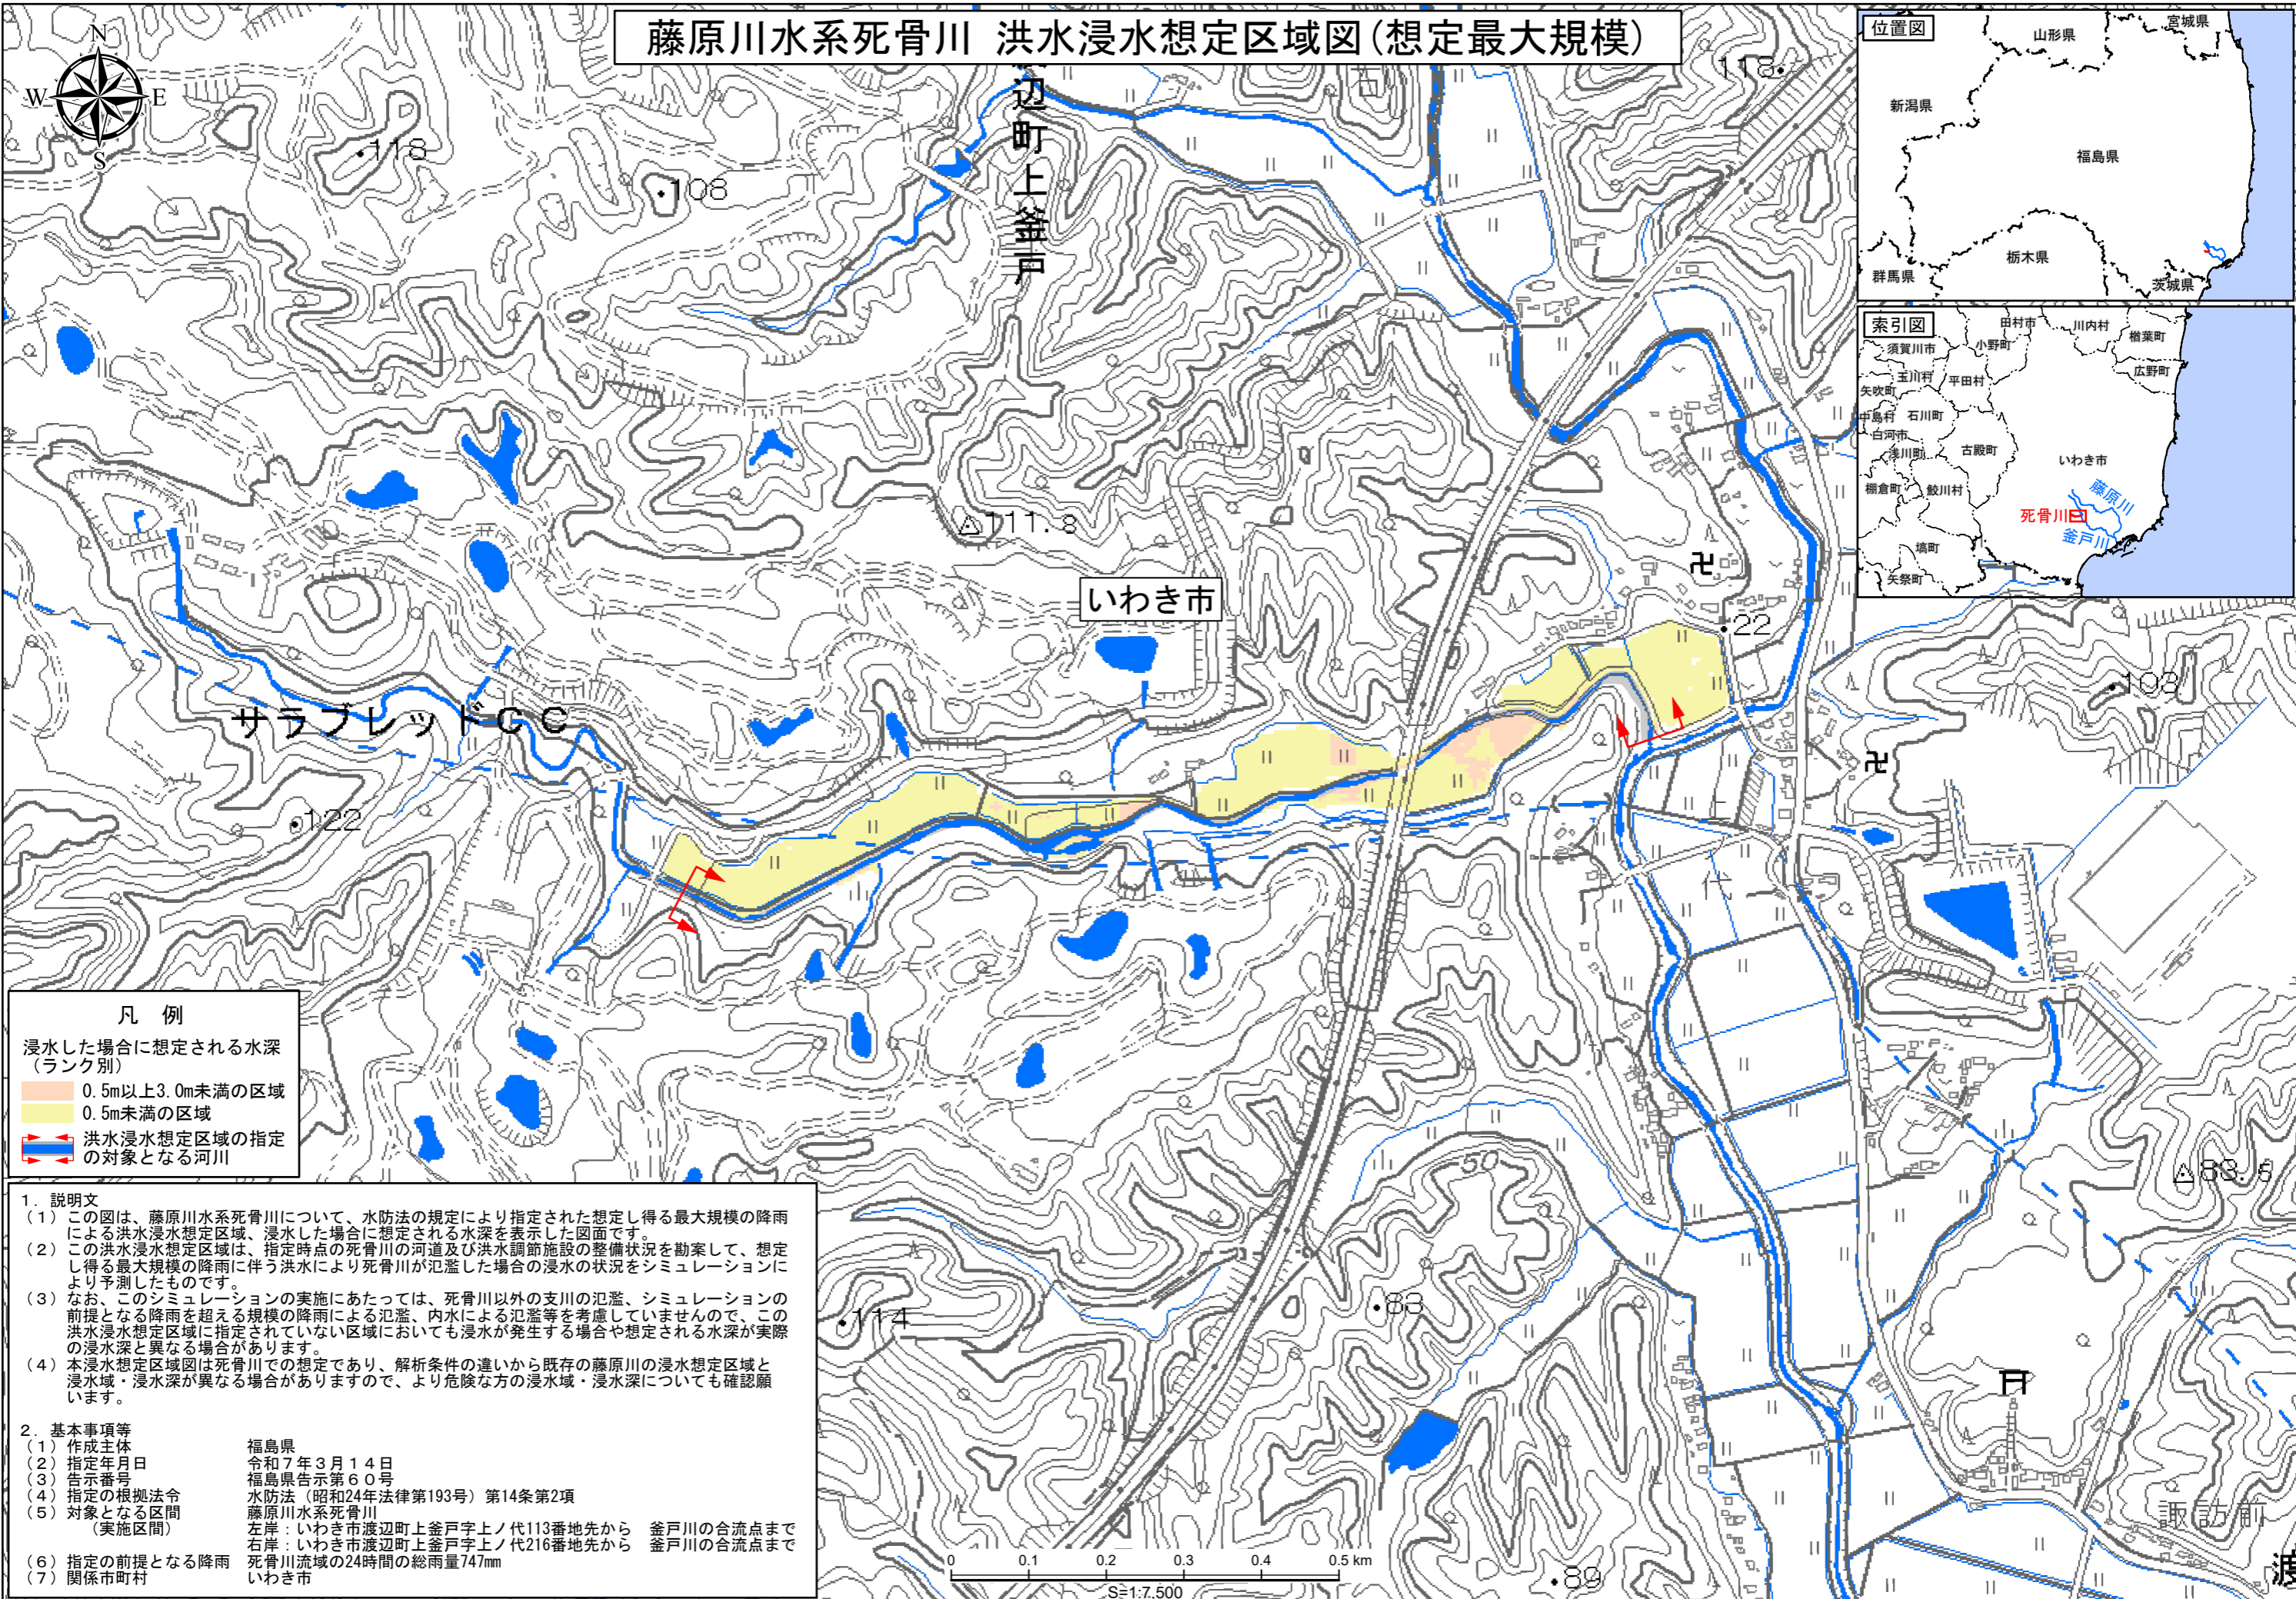 藤原川水系死骨川 洪水浸水想定区域図(想定最大規模)
N
W
E
S
辺町上釜戸
118
108
118
111.8
いわき市
22
103
サラブレッドCC
122
上
代
50
83.6
83
114
89
諏訪前
渡
位置図
宮城県
山形県
新潟県
福島県
栃木県
群馬県
茨城県
索引図
田村市
川内村
楢葉町
須賀川市
小野町
広野町
玉川村
平田村
矢吹町
中島村
石川町
白河市
浅川町
古殿町
いわき市
棚倉町
鮫川村
藤原川
死骨川
釜戸川
塙町
矢祭町
凡 例
浸水した場合に想定される水深
(ランク別)
0.5m以上3.0m未満の区域
0.5m未満の区域
洪水浸水想定区域の指定
の対象となる河川
1.説明文
(1)この図は、藤原川水系死骨川について、水防法の規定により指定された想定し得る最大規模の降雨
による洪水浸水想定区域、浸水した場合に想定される水深を表示した図面です。
(2)この洪水浸水想定区域は、指定時点の死骨川の河道及び洪水調節施設の整備状況を勘案して、想定
し得る最大規模の降雨に伴う洪水により死骨川が氾濫した場合の浸水の状況をシミュレーションに
より予測したものです。
(3)なお、このシミュレーションの実施にあたっては、死骨川以外の支川の氾濫、シミュレーションの
前提となる降雨を超える規模の降雨による氾濫、内水による氾濫等を考慮していませんので、この
洪水浸水想定区域に指定されていない区域においても浸水が発生する場合や想定される水深が実際
の浸水深と異なる場合があります。
(4)本浸水想定区域図は死骨川での想定であり、解析条件の違いから既存の藤原川の浸水想定区域と
浸水域・浸水深が異なる場合がありますので、より危険な方の浸水域・浸水深についても確認願
います。
2.基本事項等
(1)作成主体 福島県
(2)指定年月日 令和7年3月14日
(3)告示番号 福島県告示第60号
(4)指定の根拠法令 水防法(昭和24年法律第193号)第14条第2項
(5)対象となる区間 藤原川水系死骨川
(実施区間) 左岸:いわき市渡辺町上釜戸字上ノ代113番地先から 釜戸川の合流点まで
右岸:いわき市渡辺町上釜戸字上ノ代216番地先から 釜戸川の合流点まで
(6)指定の前提となる降雨 死骨川流域の24時間の総雨量747mm
(7)関係市町村 いわき市
0 0.1 0.2 0.3 0.4 0.5 km
S=1:7,500